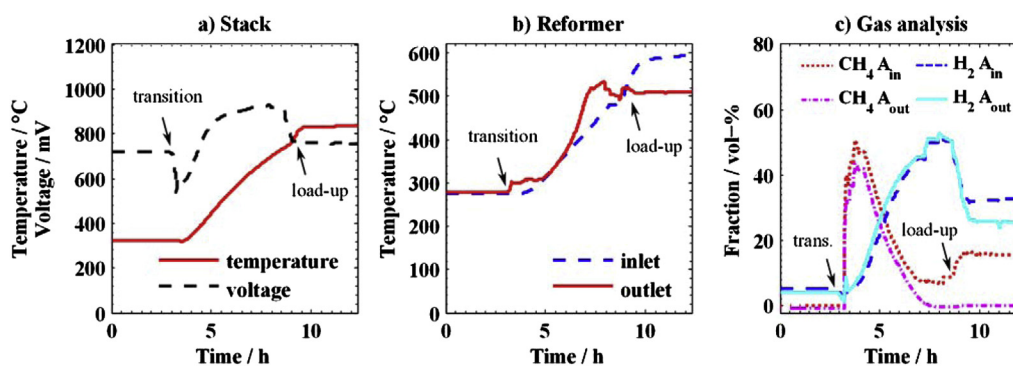 a) Stack
Temperature / °C
Voltage / mV
1200
1000
800
600
400
200
0
transition
load-up
temperature
voltage
0
5
10
Time / h
b) Reformer
Temperature / °C
600
500
400
300
200
100
0
transition
load-up
inlet
outlet
0
5
10
Time / h
c) Gas analysis
Fraction / vol-%
80
60
40
20
0
CH4 Ain
H2 Ain
CH4 Aout
H2 Aout
trans.
load-up
0
5
10
Time / h